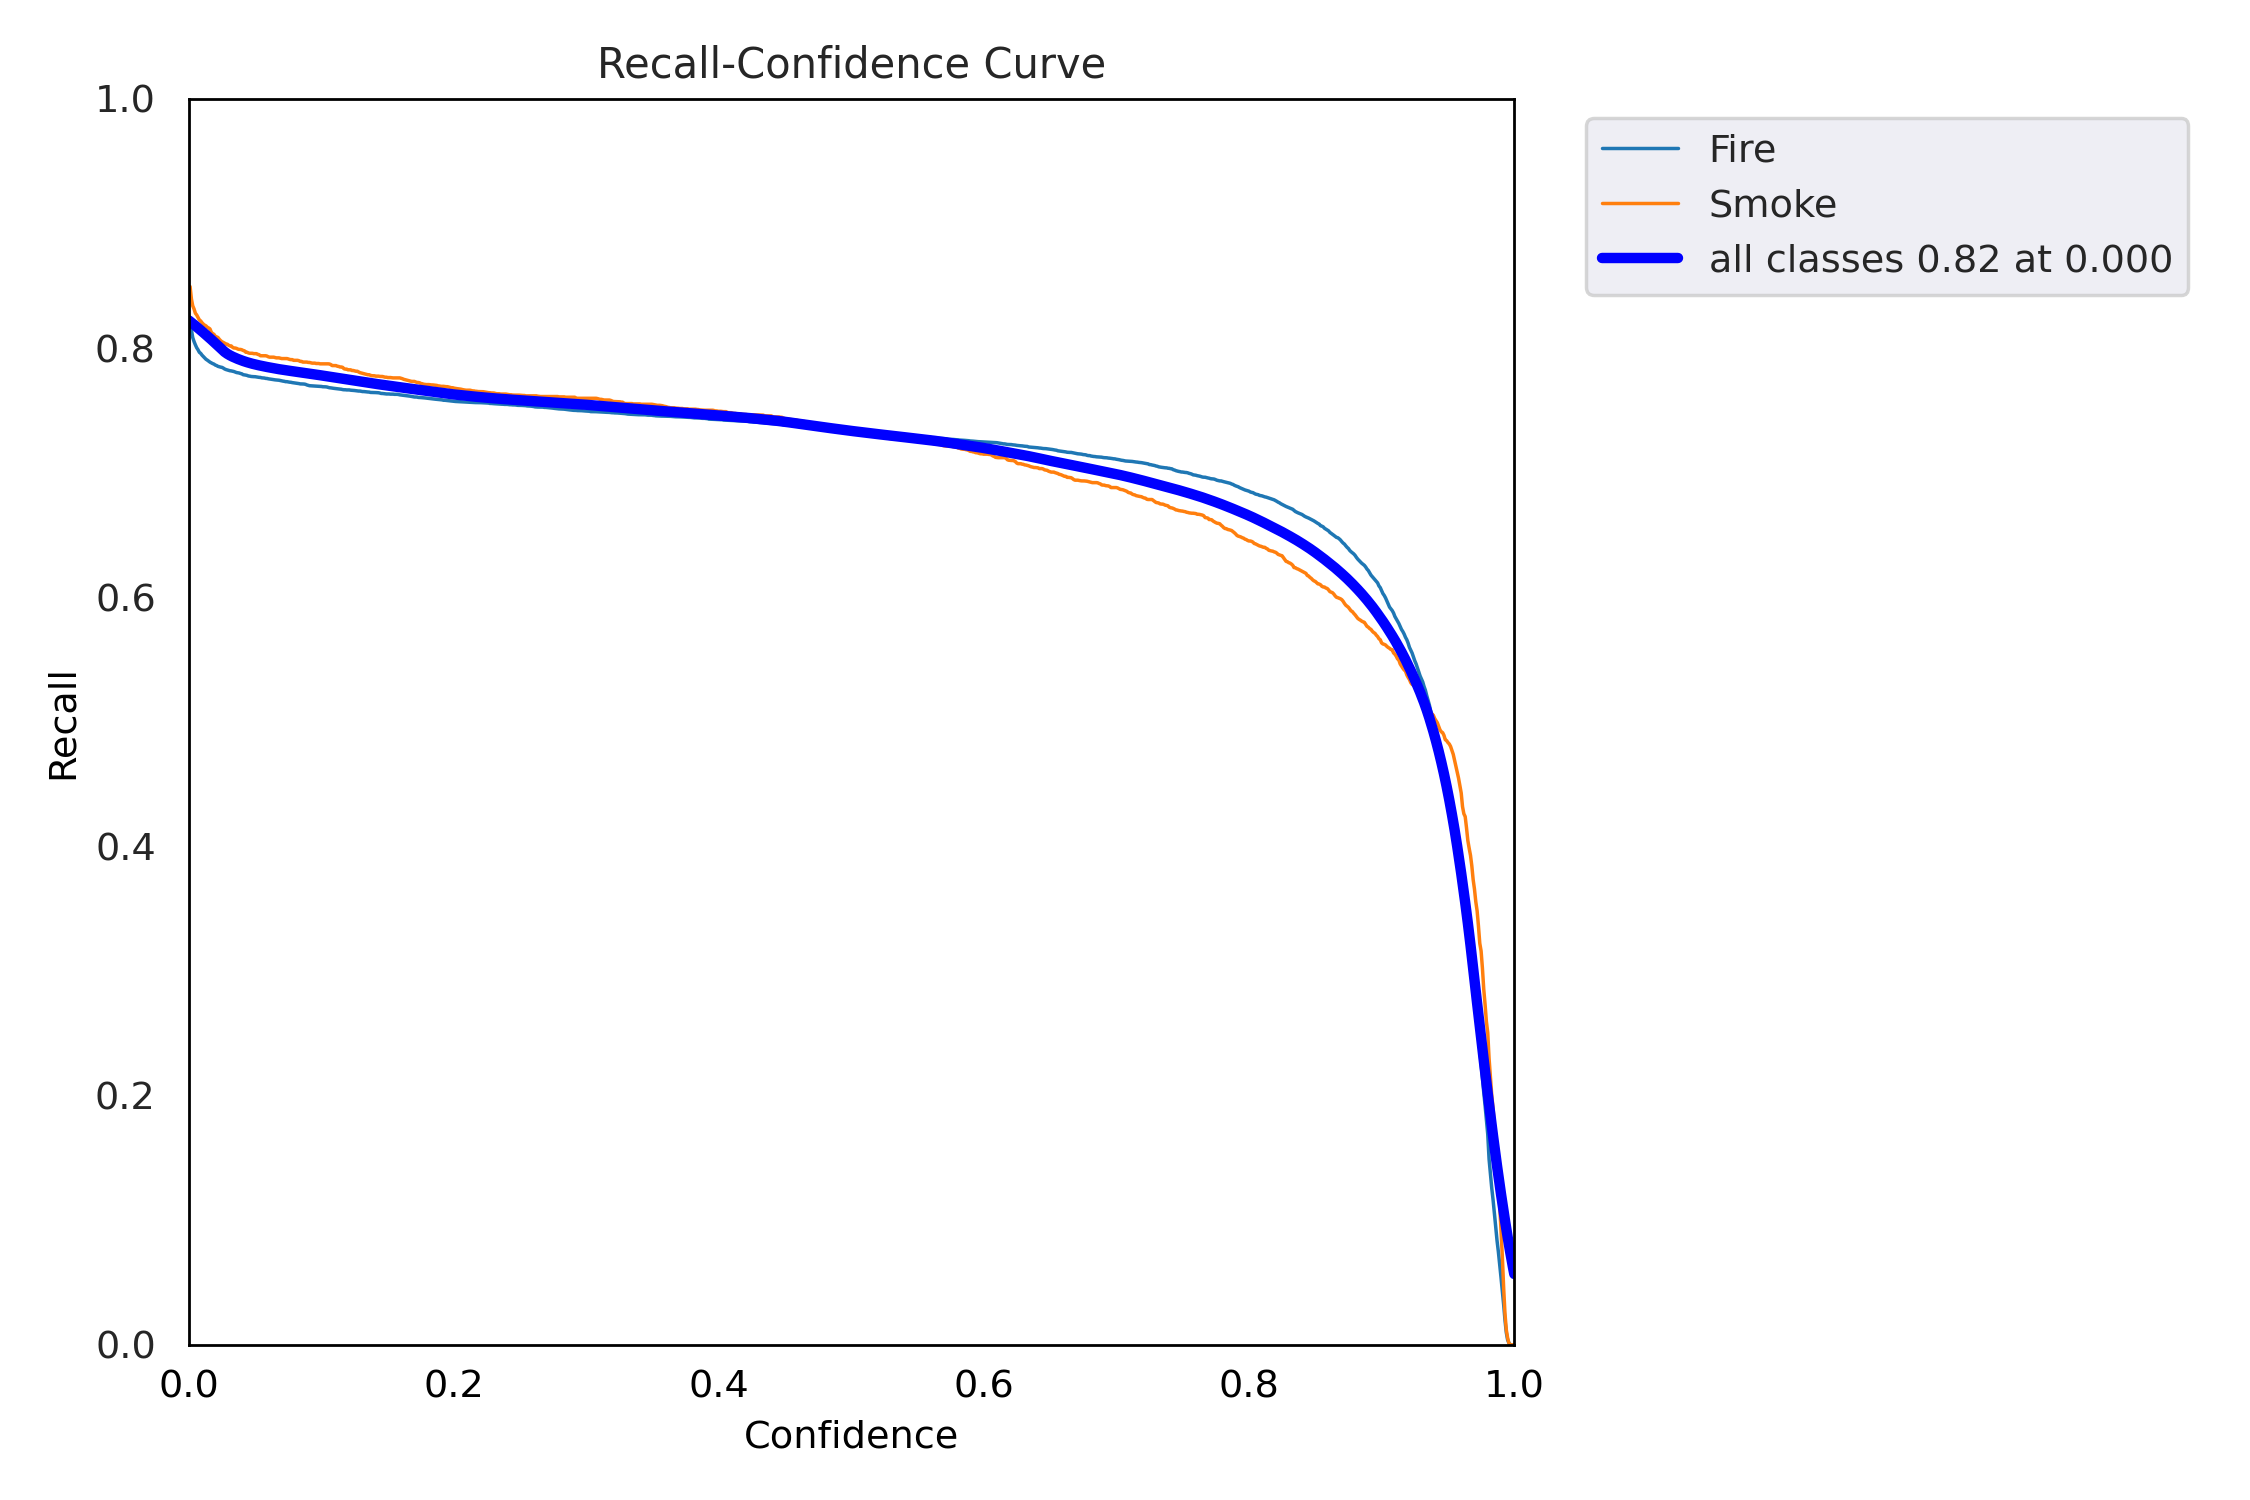 Recall-Confidence Curve
1.0
0.8
0.6
0.4
0.2
0.0
Recall
0.0 0.2 0.4 0.6 0.8 1.0
Confidence
Fire
Smoke
all classes 0.82 at 0.000